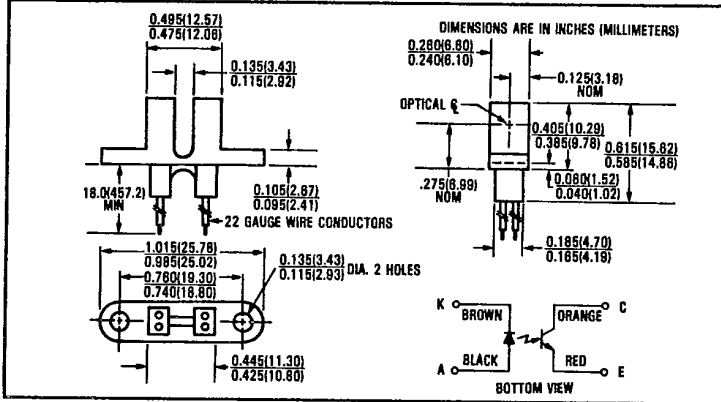 0.495(12.57)
0.475(12.06)
DIMENSIONS ARE IN INCHES (MILLIMETERS)
0.135(3.43)
0.115(2.92)
0.260(6.60)
0.240(6.10)
0.125(3.18)
NOM
OPTICAL ℄
0.405(10.29)
0.385(9.78)
0.615(15.62)
0.585(14.86)
18.0(457.2)
MIN
0.105(2.67)
0.095(2.41)
.275(6.99)
NOM
0.060(1.52)
0.040(1.02)
22 GAUGE WIRE CONDUCTORS
0.185(4.70)
0.165(4.19)
1.015(25.78)
0.985(25.02)
0.760(19.30)
0.740(18.80)
0.135(3.43)
0.115(2.93) DIA. 2 HOLES
0.445(11.30)
0.425(10.80)
K BROWN ORANGE C
A BLACK RED E
BOTTOM VIEW